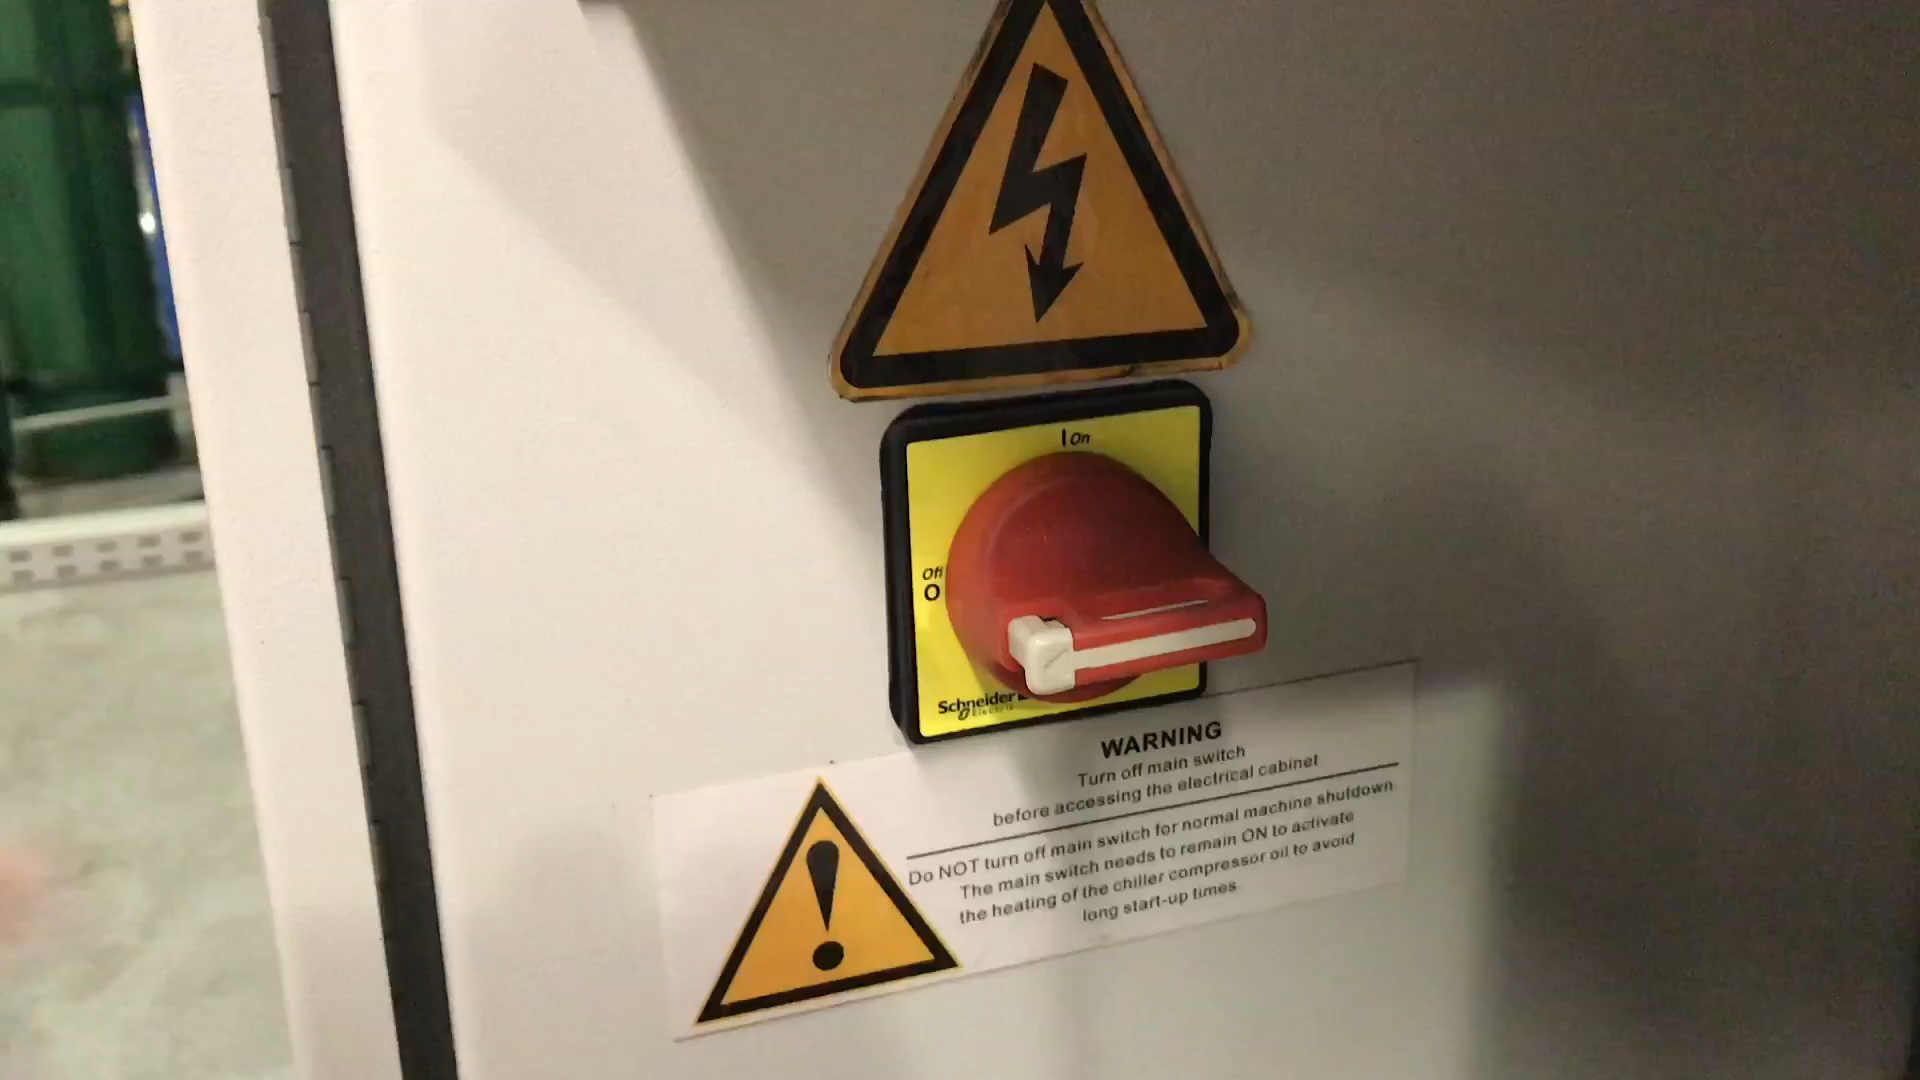 I On
Off
O
Schneider
Electric
WARNING
Turn off main switch
before accessing the electrical cabinet
Do NOT turn off main switch for normal machine shutdown.
The main switch needs to remain ON to activate
the heating of the chiller compressor oil to avoid
long start-up times.